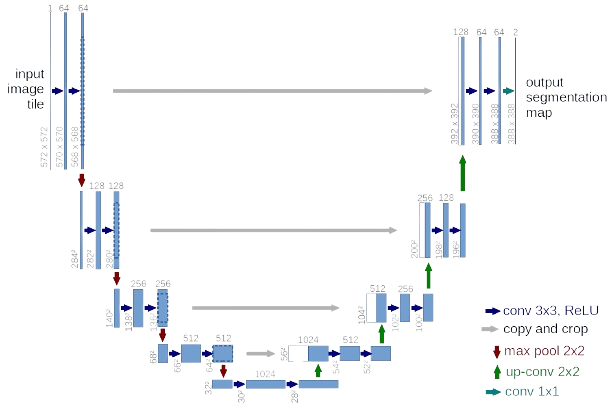 1 64 64
128 64 64 2
input
image
tile
output
segmentation
map
572 x 572
570 x 570
568 x 568
392 x 392
390 x 390
388 x 388
388 x 388
128 128
256 128
284²
282²
280²
200²
198²
196²
256 256
512 256
140²
138²
104²
512 512
1024 512
68²
66²
64²
56²
54²
52²
1024
32²
30²
28²
conv 3x3, ReLU
copy and crop
max pool 2x2
up-conv 2x2
conv 1x1